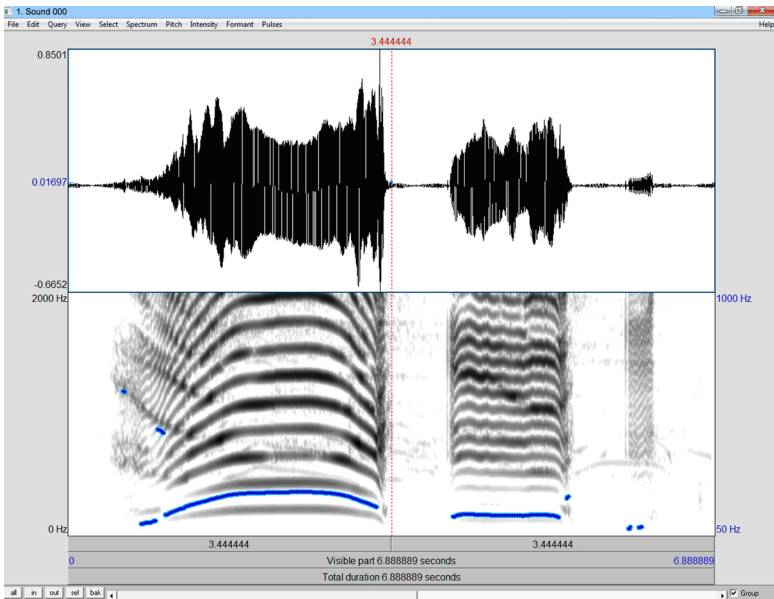 1. Sound 000
File Edit Query View Select Spectrum Pitch Intensity Formant Pulses Help
3.444444
0.8501
0.01697
-0.6652
2000 Hz 1000 Hz
0 Hz 50 Hz
3.444444 3.444444
0 Visible part 6.888889 seconds 6.888889
Total duration 6.888889 seconds
all in out sel bak Group